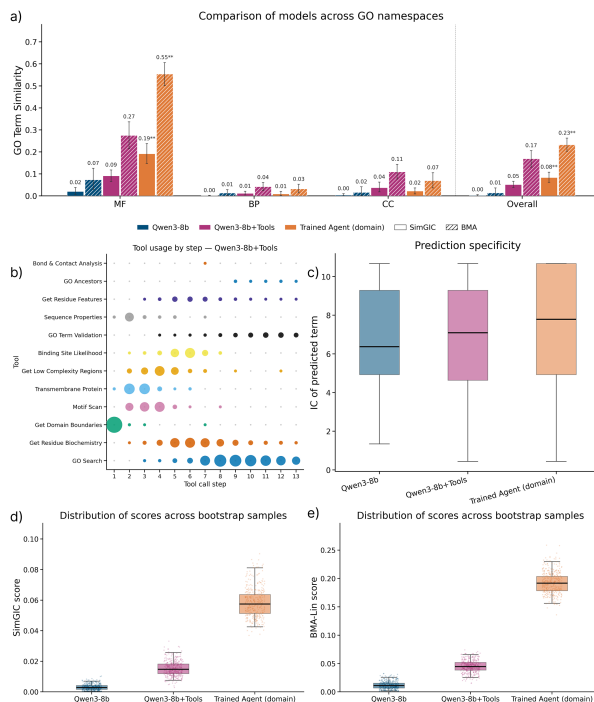 a)
Comparison of models across GO namespaces
GO Term Similarity
0.7
0.6
0.5
0.4
0.3
0.2
0.1
0.0
0.02
0.07
0.09
0.27
0.19**
0.55**
0.00
0.01
0.01
0.04
0.01
0.03
0.00
0.01
0.04
0.11
0.02
0.07
0.00
0.01
0.05
0.17
0.08**
0.23**
MF
BP
CC
Overall
Qwen3-8b
Qwen3-8b+Tools
Trained Agent (domain)
SimGIC
BMA
b)
Tool usage by step — Qwen3-8b+Tools
Tool
Bond & Contact Analysis
GO Ancestors
Get Residue Features
Sequence Properties
GO Term Validation
Binding Site Likelihood
Get Low Complexity Regions
Transmembrane Protein
Motif Scan
Get Domain Boundaries
Get Residue Biochemistry
GO Search
1 2 3 4 5 6 7 8 9 10 11 12 13
Tool call step
c)
Prediction specificity
IC of predicted term
10
8
6
4
2
0
Qwen3-8b
Qwen3-8b+Tools
Trained Agent (domain)
d)
Distribution of scores across bootstrap samples
SimGIC score
0.10
0.08
0.06
0.04
0.02
0.00
Qwen3-8b
Qwen3-8b+Tools
Trained Agent (domain)
e)
Distribution of scores across bootstrap samples
BMA-Lin score
0.25
0.20
0.15
0.10
0.05
0.00
Qwen3-8b
Qwen3-8b+Tools
Trained Agent (domain)